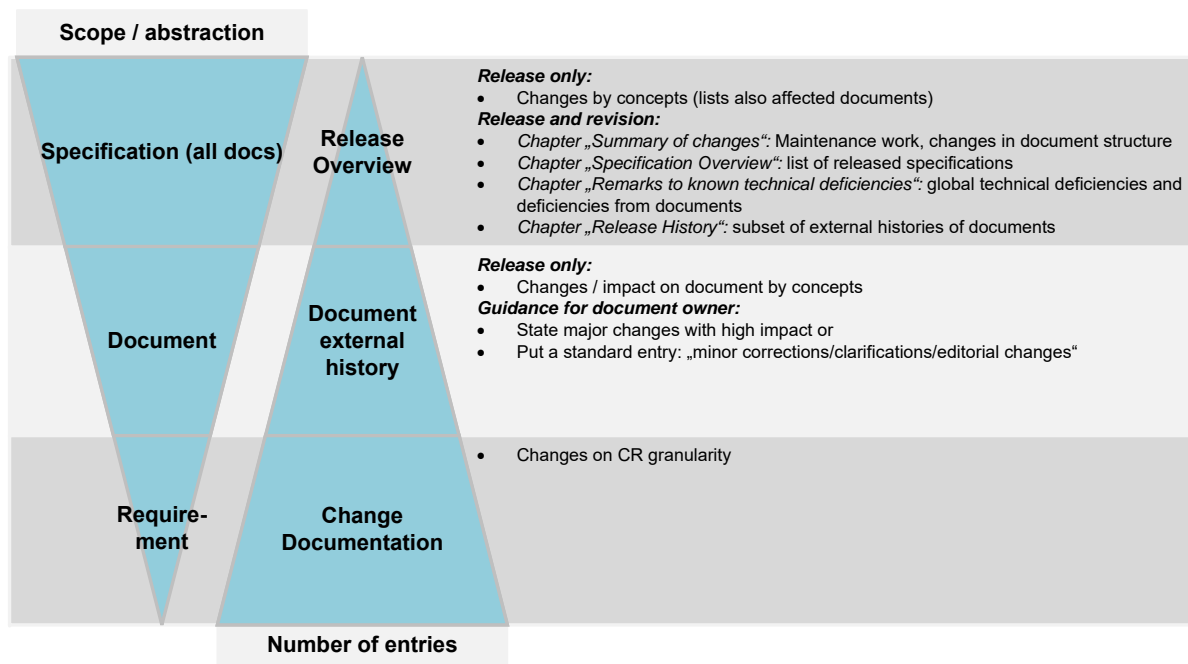 Scope / abstraction
Specification (all docs)
Release
Overview
Release only:
• Changes by concepts (lists also affected documents)
Release and revision:
• Chapter „Summary of changes“: Maintenance work, changes in document structure
• Chapter „Specification Overview“: list of released specifications
• Chapter „Remarks to known technical deficiencies“: global technical deficiencies and
deficiencies from documents
• Chapter „Release History“: subset of external histories of documents
Document
Document
external
history
Release only:
• Changes / impact on document by concepts
Guidance for document owner:
• State major changes with high impact or
• Put a standard entry: „minor corrections/clarifications/editorial changes“
Require-
ment
Change
Documentation
• Changes on CR granularity
Number of entries